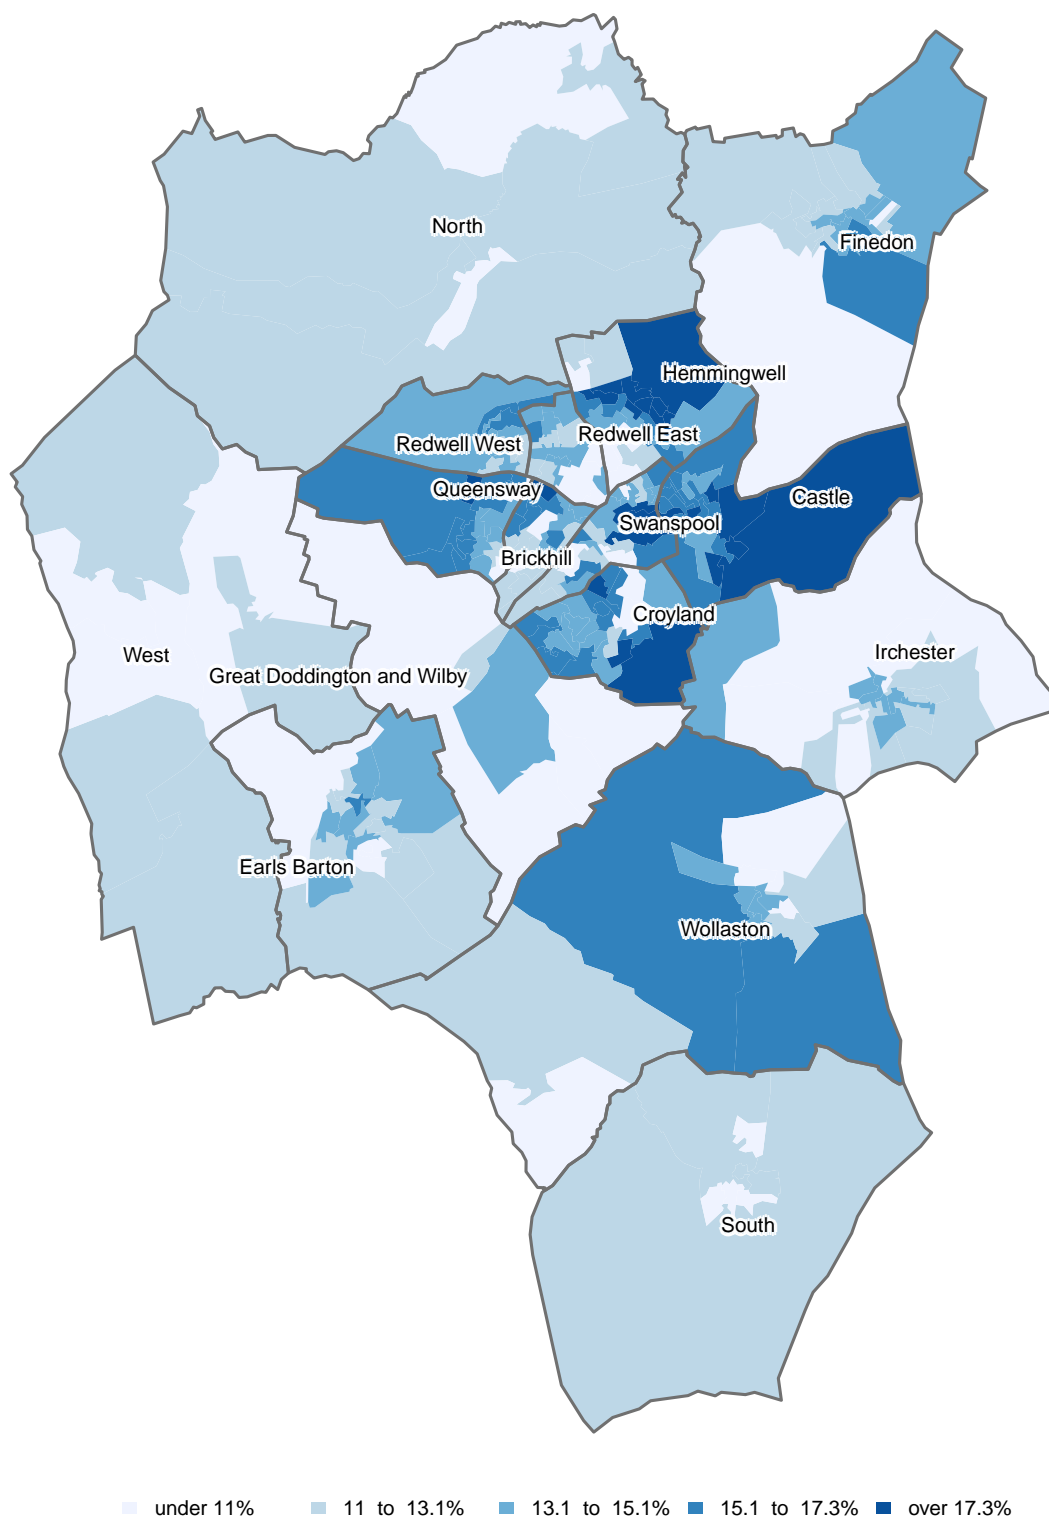 North
Finedon
Hemmingwell
Redwell East
Redwell West
Queensway
Castle
Swanspool
Brickhill
Croyland
Irchester
West
Great Doddington and Wilby
Earls Barton
Wollaston
South
under 11% 11 to 13.1% 13.1 to 15.1% 15.1 to 17.3% over 17.3%